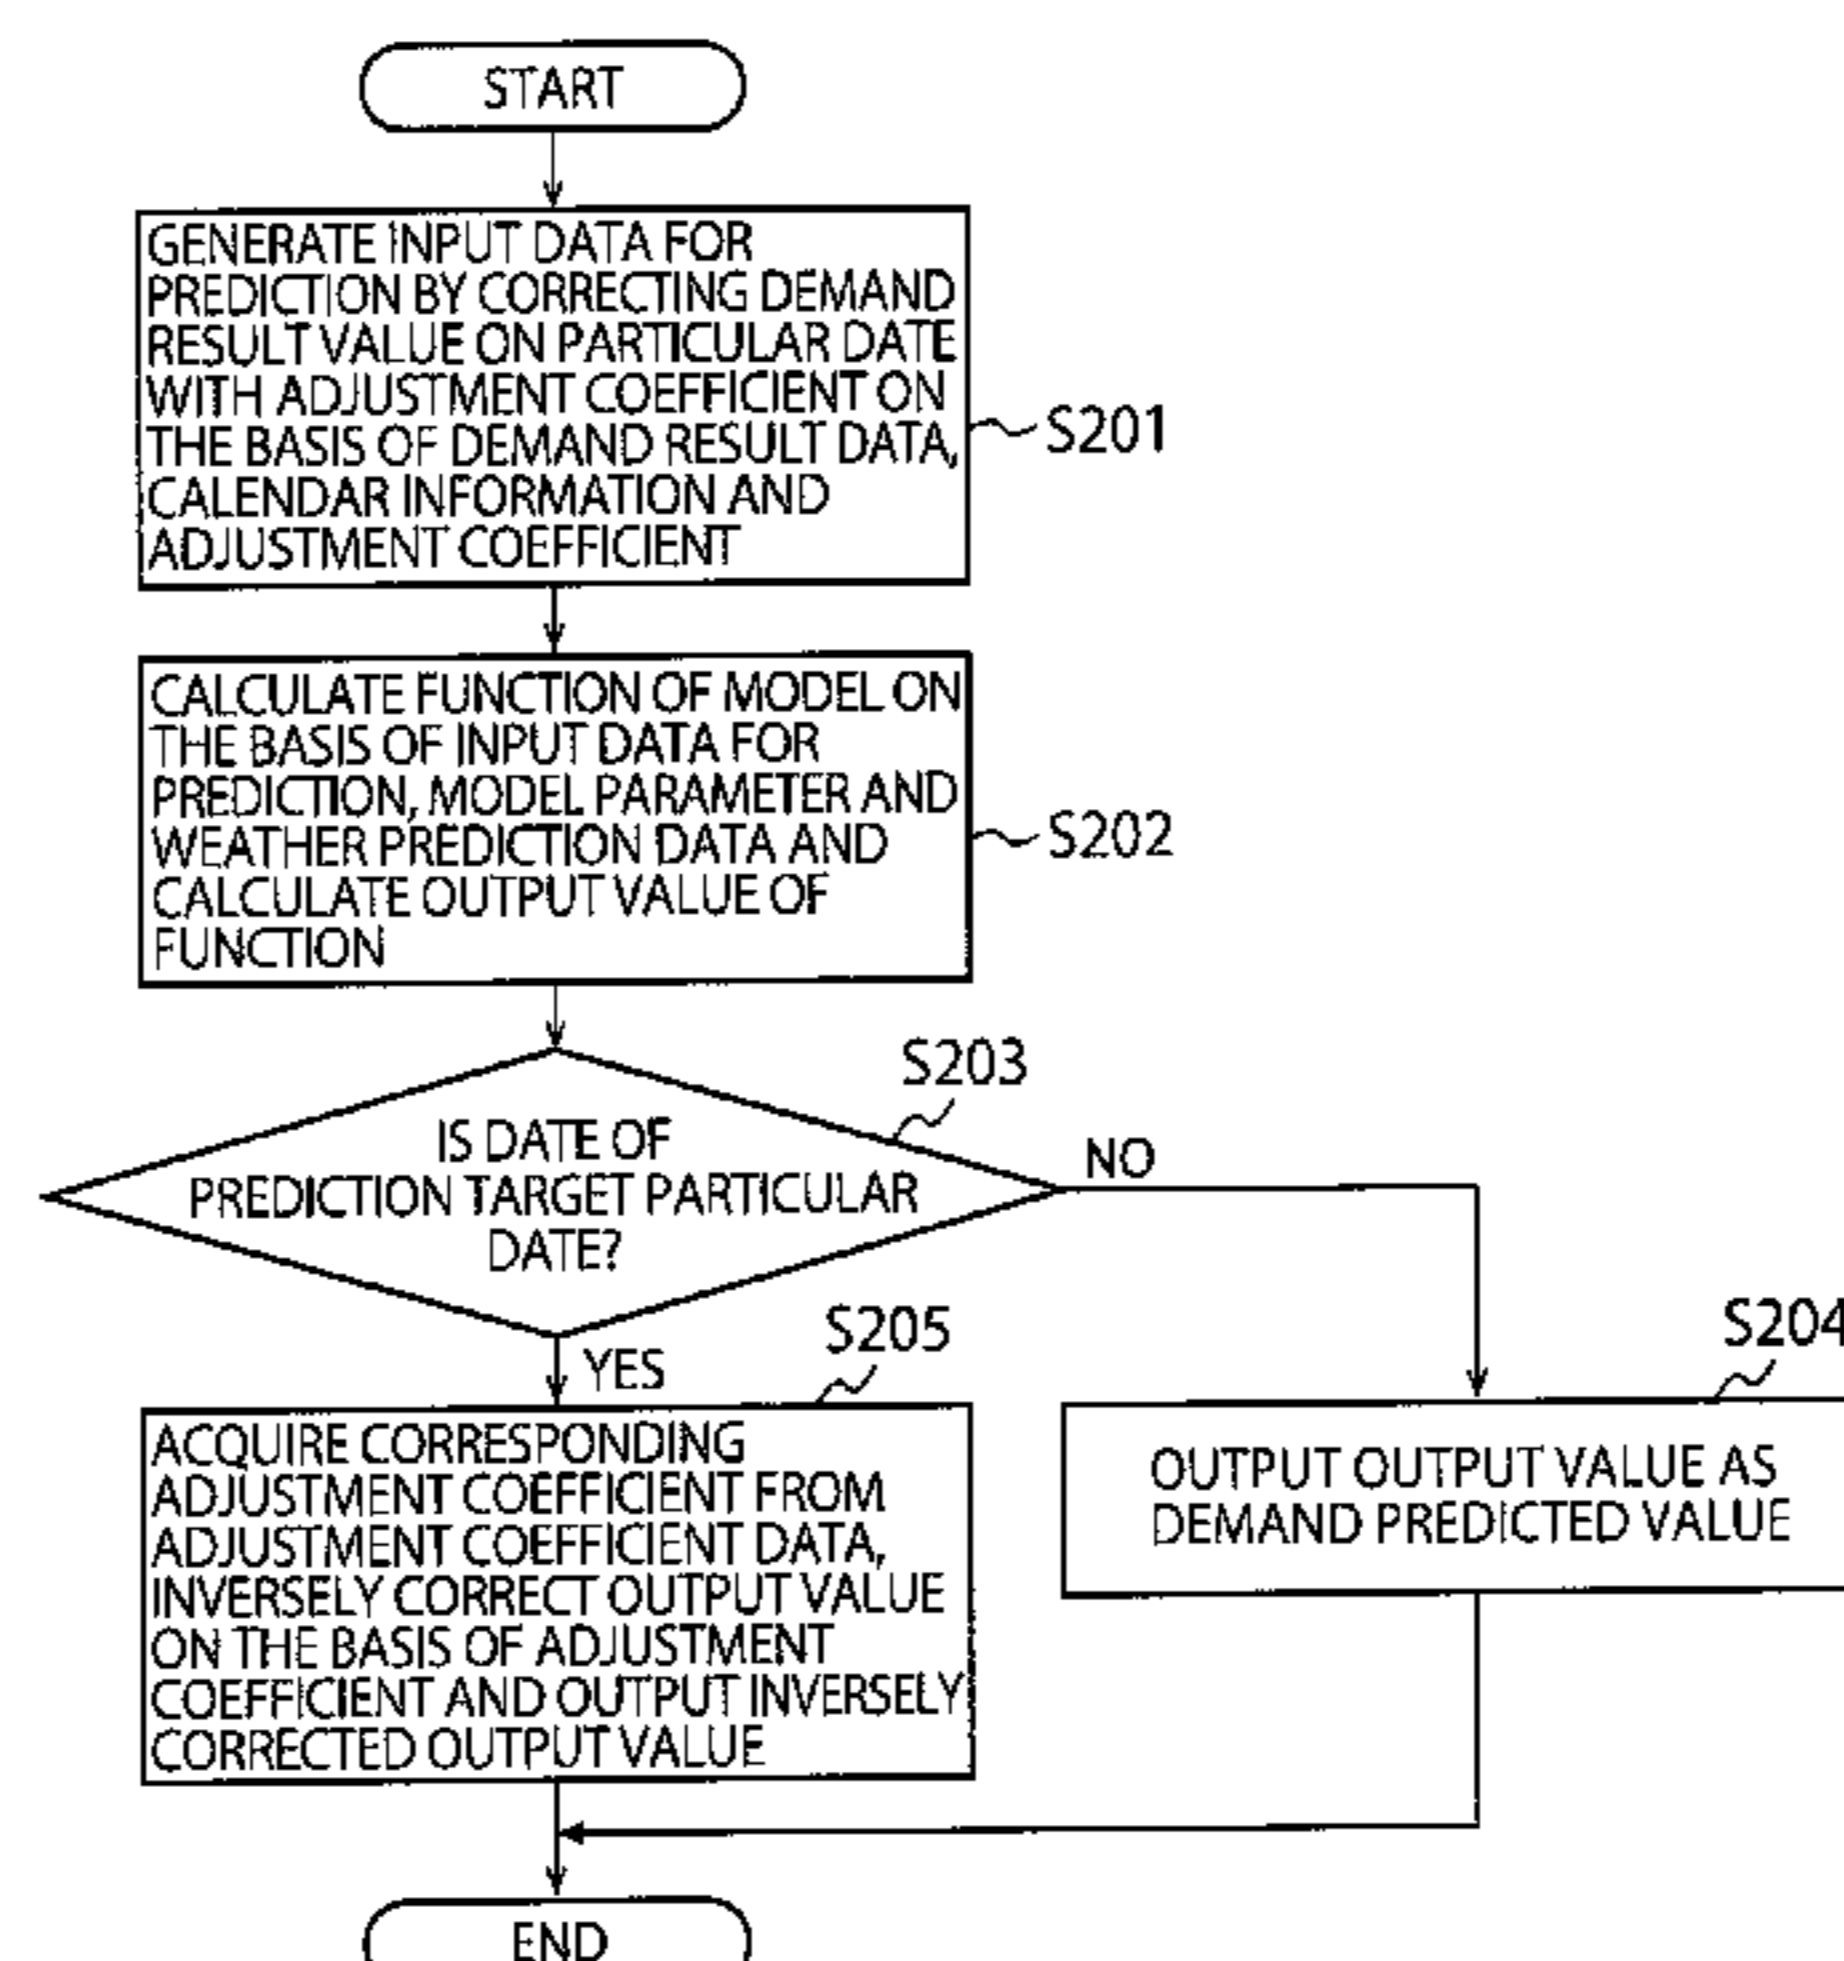 START
GENERATE INPUT DATA FOR
PREDICTION BY CORRECTING DEMAND
RESULT VALUE ON PARTICULAR DATE
WITH ADJUSTMENT COEFFICIENT ON
THE BASIS OF DEMAND RESULT DATA,
CALENDAR INFORMATION AND
ADJUSTMENT COEFFICIENT
S201
CALCULATE FUNCTION OF MODEL ON
THE BASIS OF INPUT DATA FOR
PREDICTION, MODEL PARAMETER AND
WEATHER PREDICTION DATA AND
CALCULATE OUTPUT VALUE OF
FUNCTION
S202
S203
IS DATE OF
PREDICTION TARGET PARTICULAR
DATE?
NO
YES
S205
ACQUIRE CORRESPONDING
ADJUSTMENT COEFFICIENT FROM
ADJUSTMENT COEFFICIENT DATA,
INVERSELY CORRECT OUTPUT VALUE
ON THE BASIS OF ADJUSTMENT
COEFFICIENT AND OUTPUT INVERSELY
CORRECTED OUTPUT VALUE
S204
OUTPUT OUTPUT VALUE AS
DEMAND PREDICTED VALUE
END